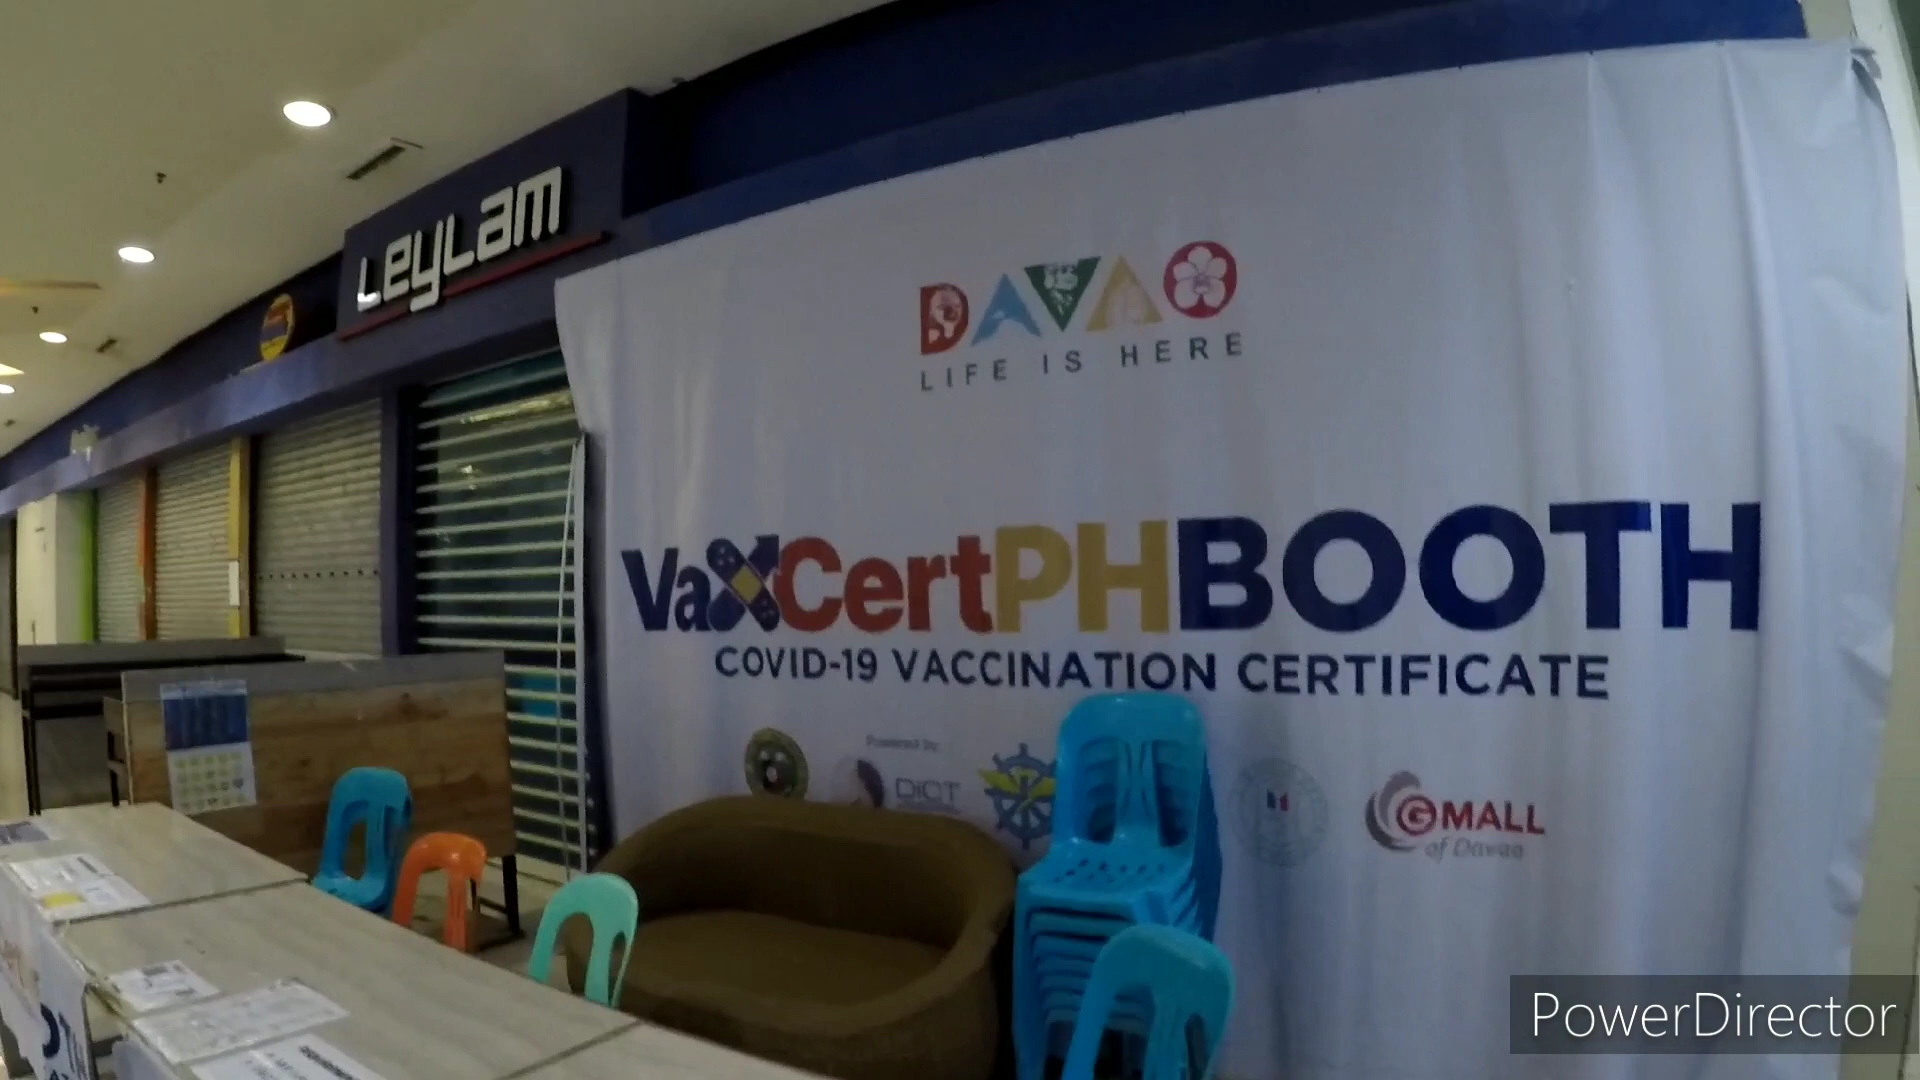 Leylam
DAVAO
LIFE IS HERE
VaxCertPHBOOTH
COVID-19 VACCINATION CERTIFICATE
Powered by:
DICT
GMALL
of Davao
PowerDirector